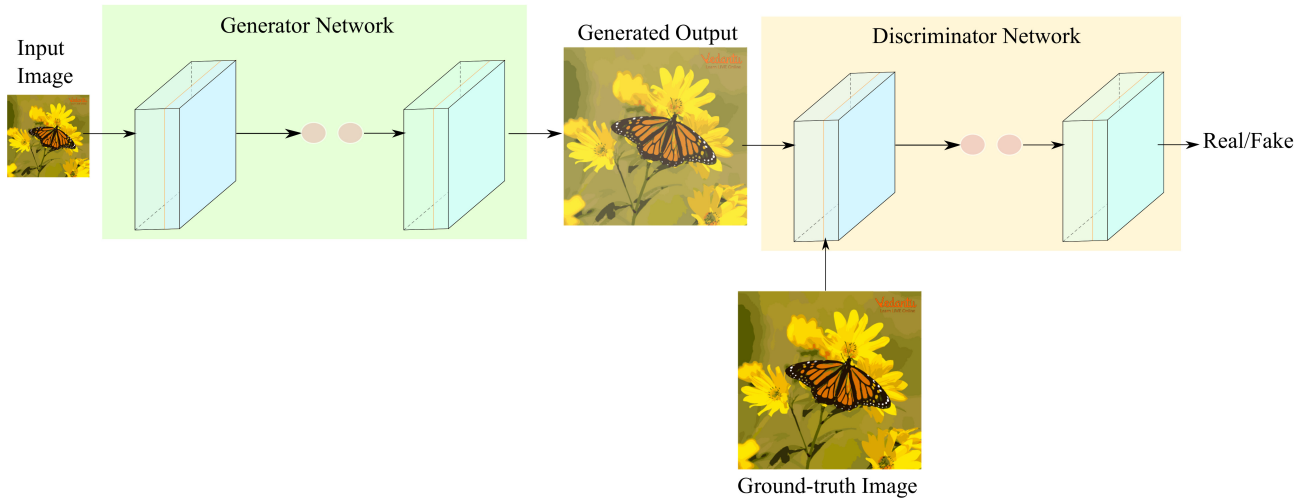 Generator Network
Input
Image
Generated Output
Discriminator Network
Real/Fake
Ground-truth Image